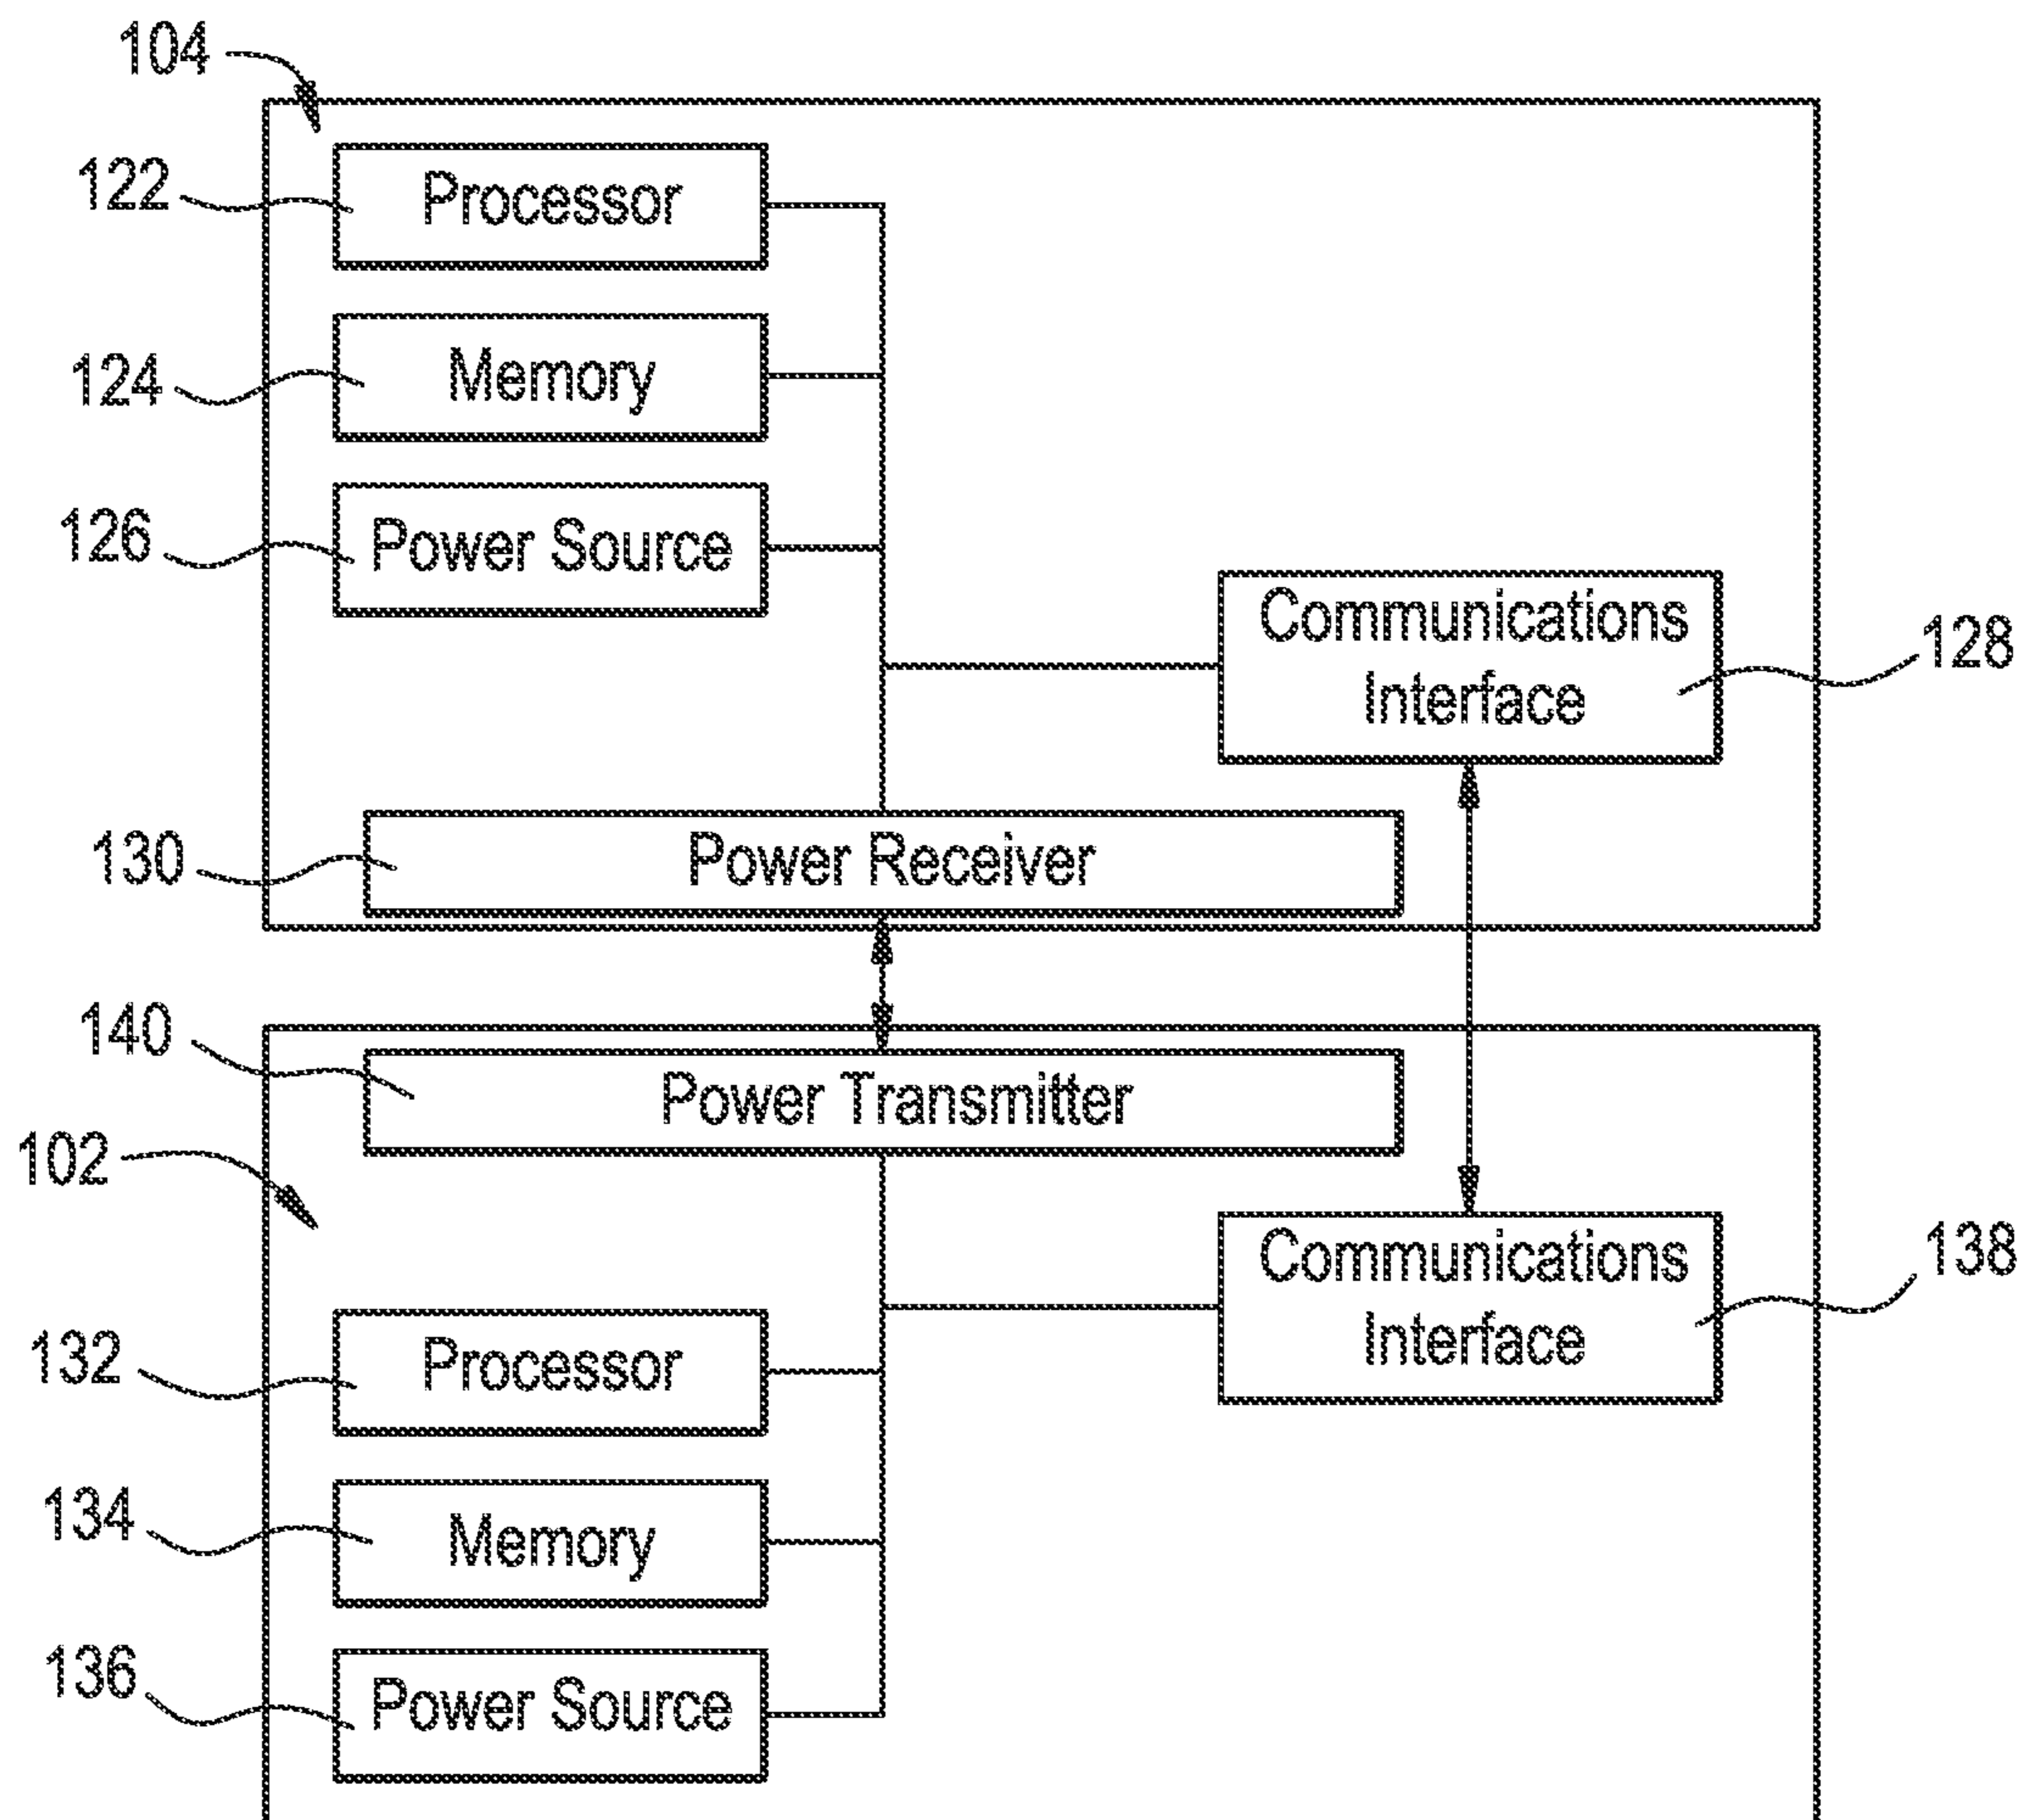 104
122
Processor
124
Memory
126
Power Source
Communications
Interface
128
130
Power Receiver
140
Power Transmitter
102
Communications
Interface
138
132
Processor
134
Memory
136
Power Source